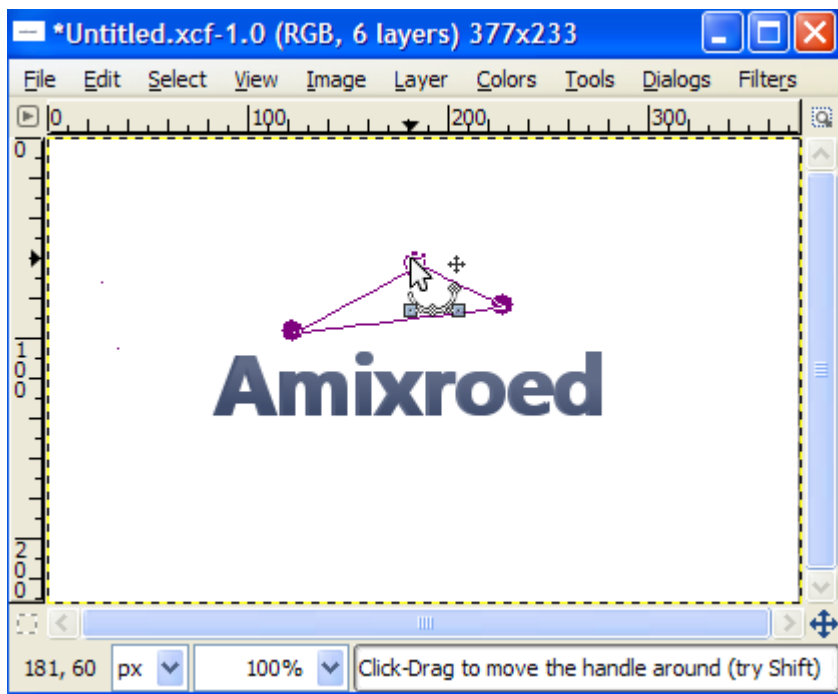 *Untitled.xcf-1.0 (RGB, 6 layers) 377x233
File Edit Select View Image Layer Colors Tools Dialogs Filters
0 100 200 300
0
100
200
Amixroed
181, 60 px 100% Click-Drag to move the handle around (try Shift)